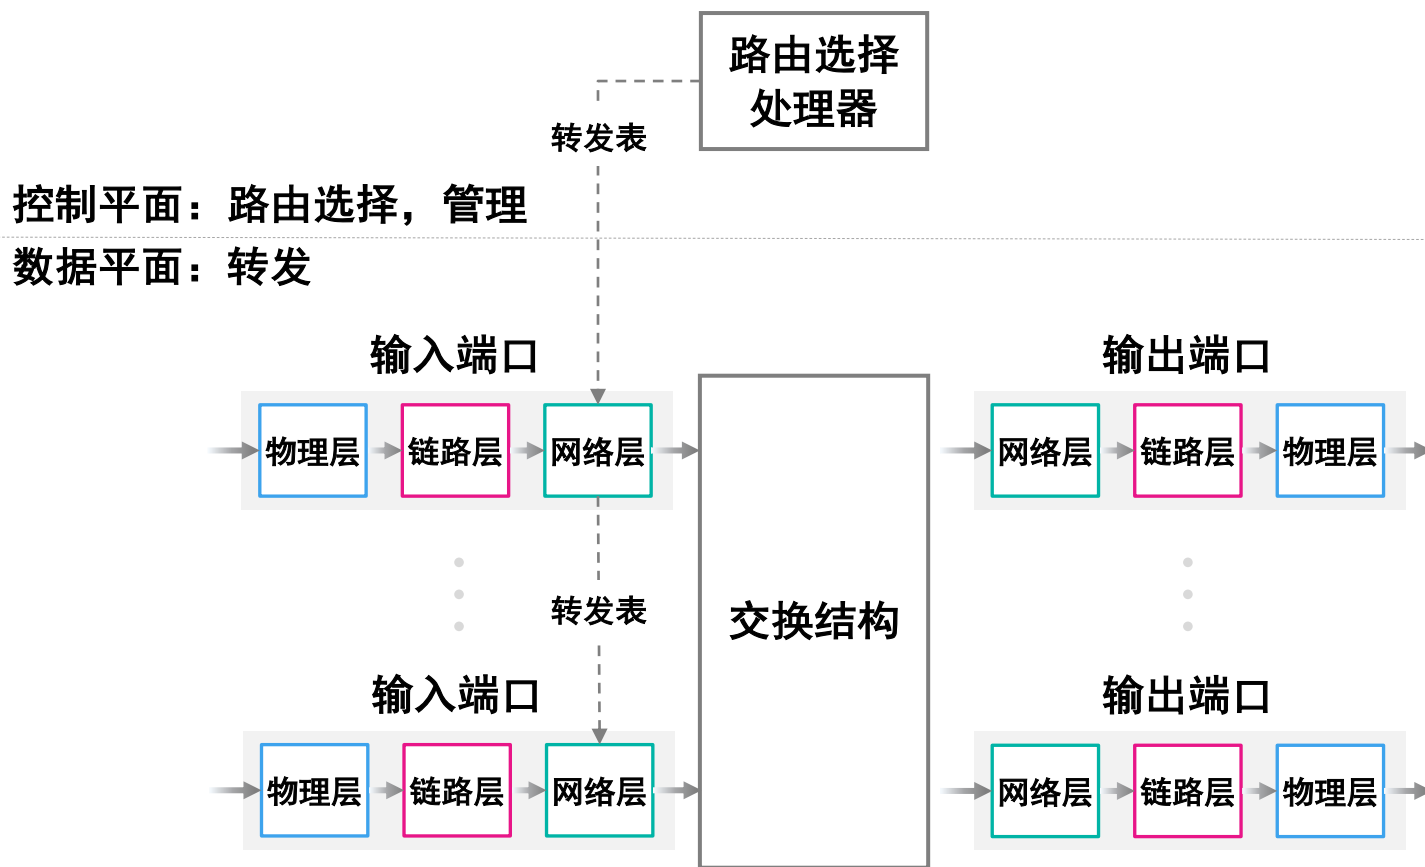 路由选择
处理器
转发表
控制平面：路由选择，管理
数据平面：转发
输入端口
输出端口
物理层
链路层
网络层
网络层
链路层
物理层
转发表
交换结构
输入端口
输出端口
物理层
链路层
网络层
网络层
链路层
物理层